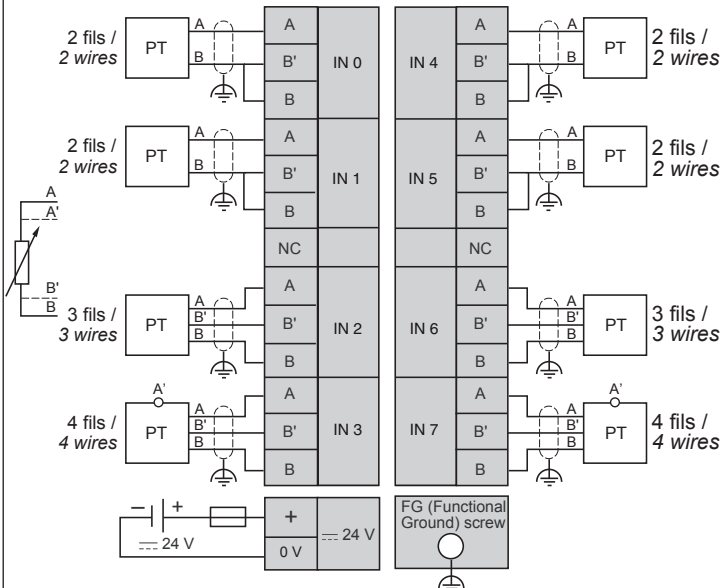 2 fils /
2 wires
PT
A
B
A
B'
B
IN 0
IN 4
A
B'
B
A
B
PT
2 fils /
2 wires
2 fils /
2 wires
PT
A
B
A
B'
B
IN 1
IN 5
A
B'
B
A
B
PT
2 fils /
2 wires
A
A'
B'
B
NC
NC
3 fils /
3 wires
PT
A
B'
B
A
B'
B
IN 2
IN 6
A
B'
B
A
B'
B
PT
3 fils /
3 wires
4 fils /
4 wires
A'
PT
A
B'
B
A
B'
B
IN 3
IN 7
A
B'
B
A
B'
B
A'
PT
4 fils /
4 wires
− +
24 V
+
0 V
24 V
FG (Functional
Ground) screw